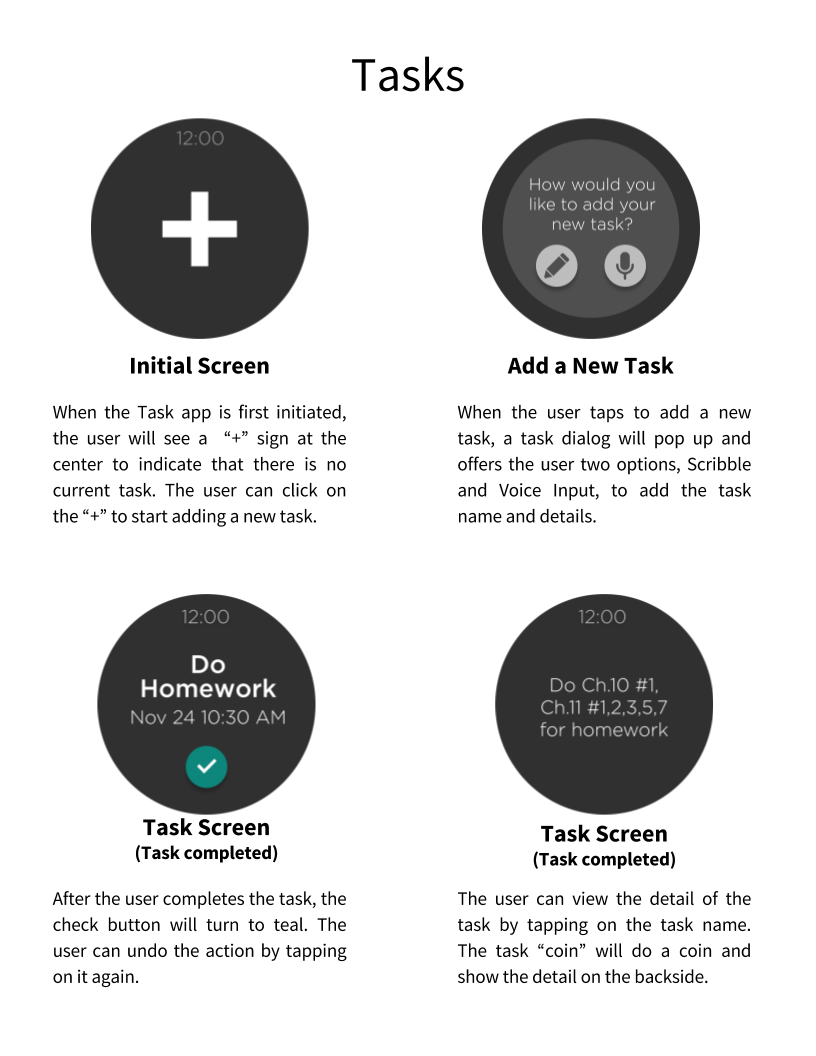 Tasks
12:00
How would you
like to add your
new task?
Initial Screen
When the Task app is first initiated,
the user will see a “+” sign at the
center to indicate that there is no
current task. The user can click on
the “+” to start adding a new task.
Add a New Task
When the user taps to add a new
task, a task dialog will pop up and
offers the user two options, Scribble
and Voice Input, to add the task
name and details.
12:00
Do
Homework
Nov 24 10:30 AM
Task Screen
(Task completed)
After the user completes the task, the
check button will turn to teal. The
user can undo the action by tapping
on it again.
12:00
Do Ch.10 #1,
Ch.11 #1,2,3,5,7
for homework
Task Screen
(Task completed)
The user can view the detail of the
task by tapping on the task name.
The task “coin” will do a coin and
show the detail on the backside.